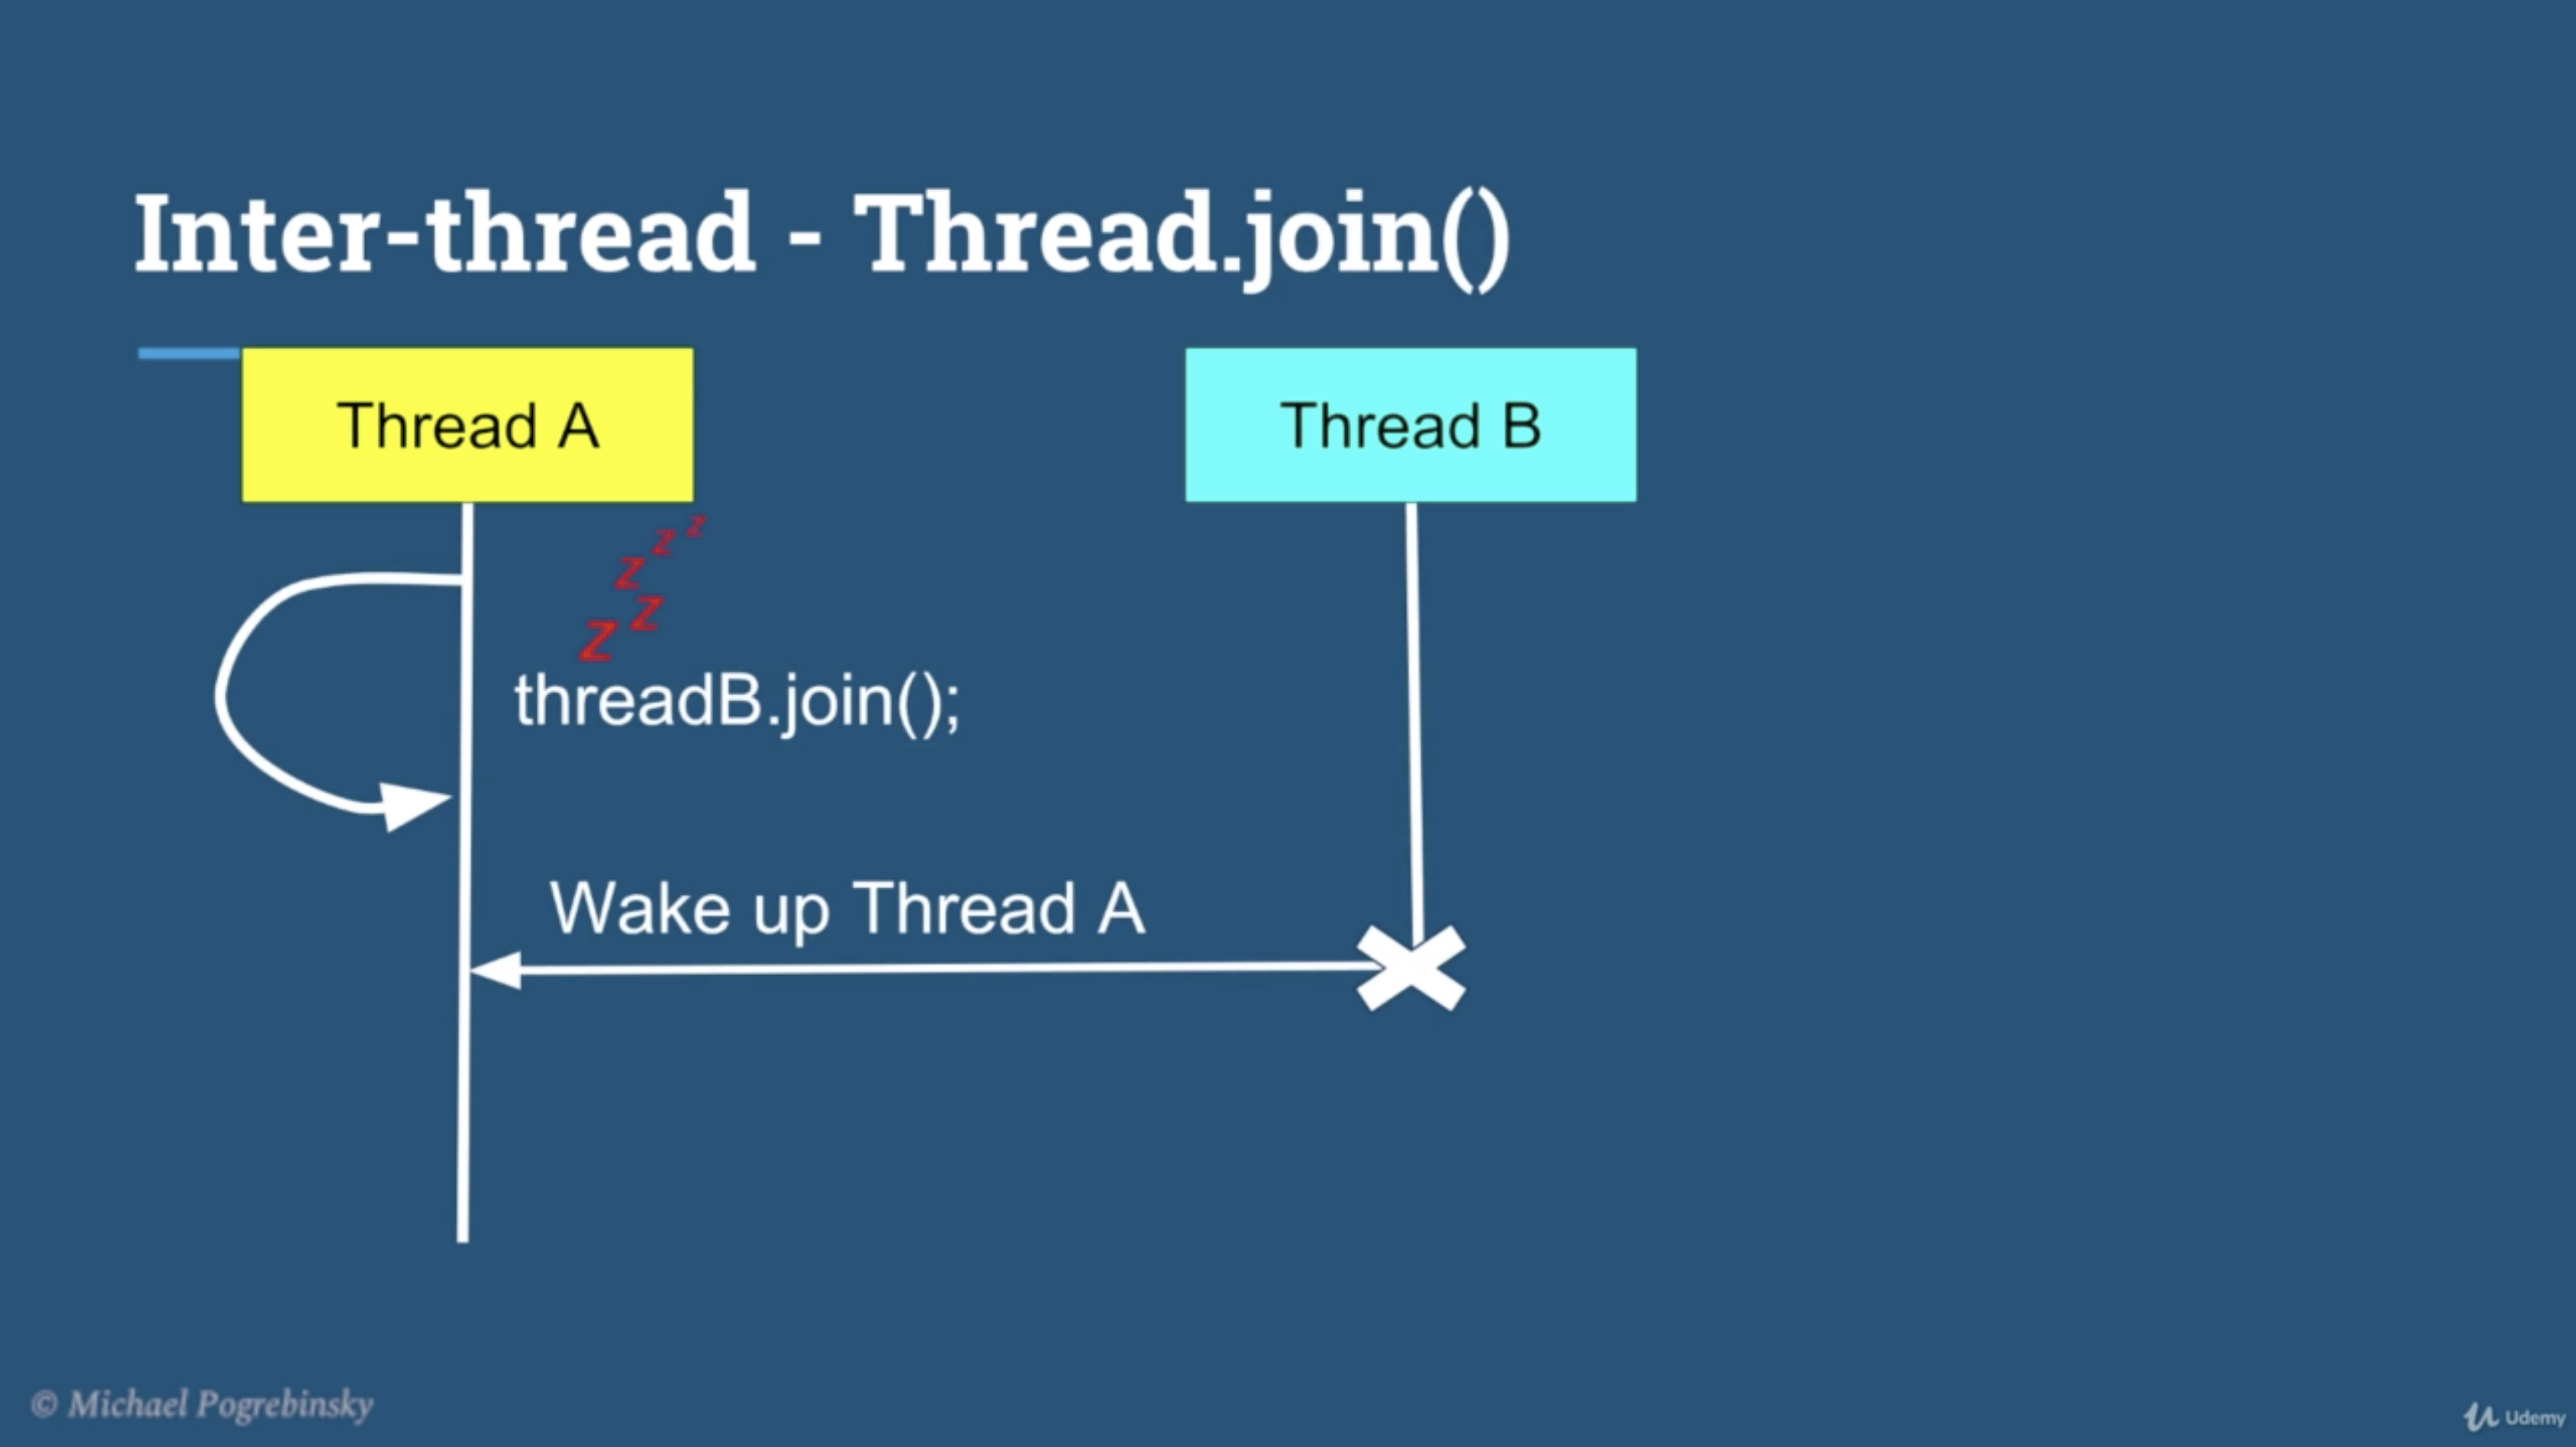 Inter-thread - Thread.join()
Thread A
Thread B
z z z z z
threadB.join();
Wake up Thread A
© Michael Pogrebinsky
Udemy